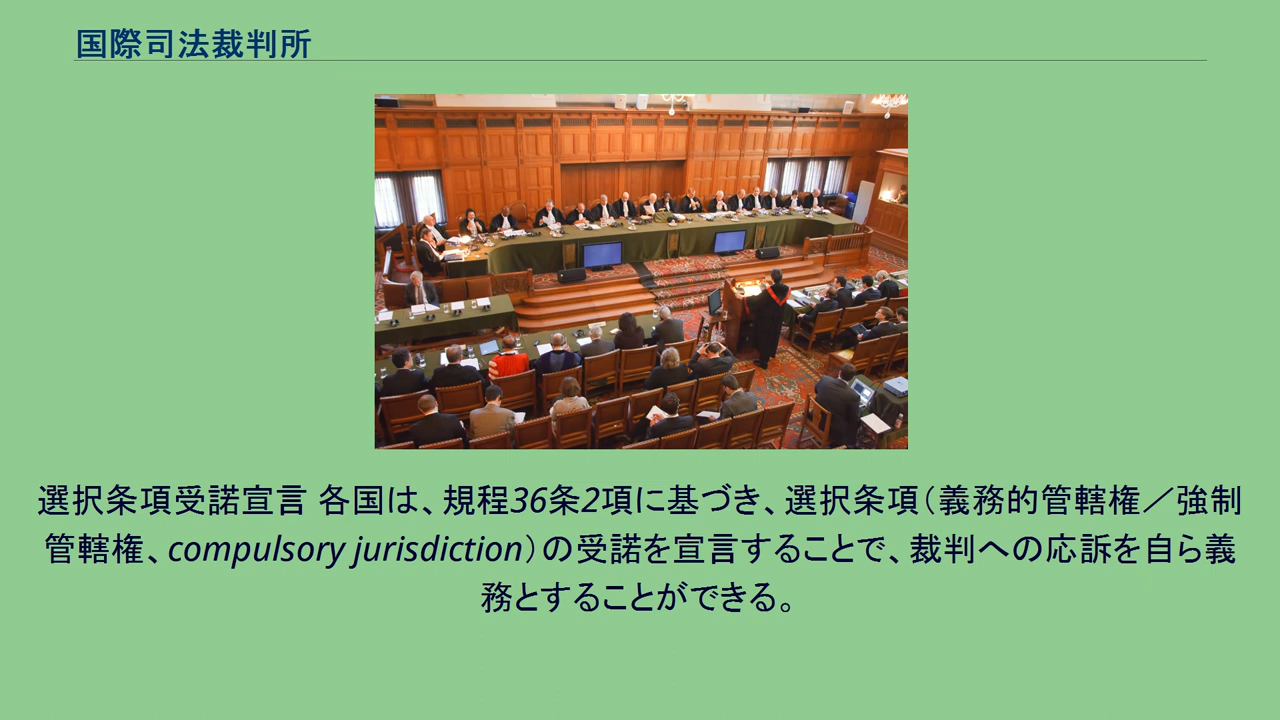 国際司法裁判所
選択条項受諾宣言 各国は、規程36条2項に基づき、選択条項（義務的管轄権／強制
管轄権、compulsory jurisdiction）の受諾を宣言することで、裁判への応訴を自ら義
務とすることができる。